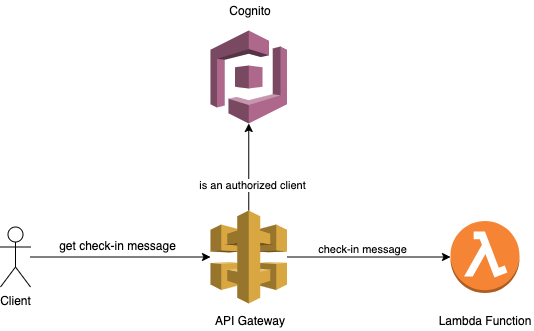 Cognito
is an authorized client
get check-in message
check-in message
Client
API Gateway
Lambda Function